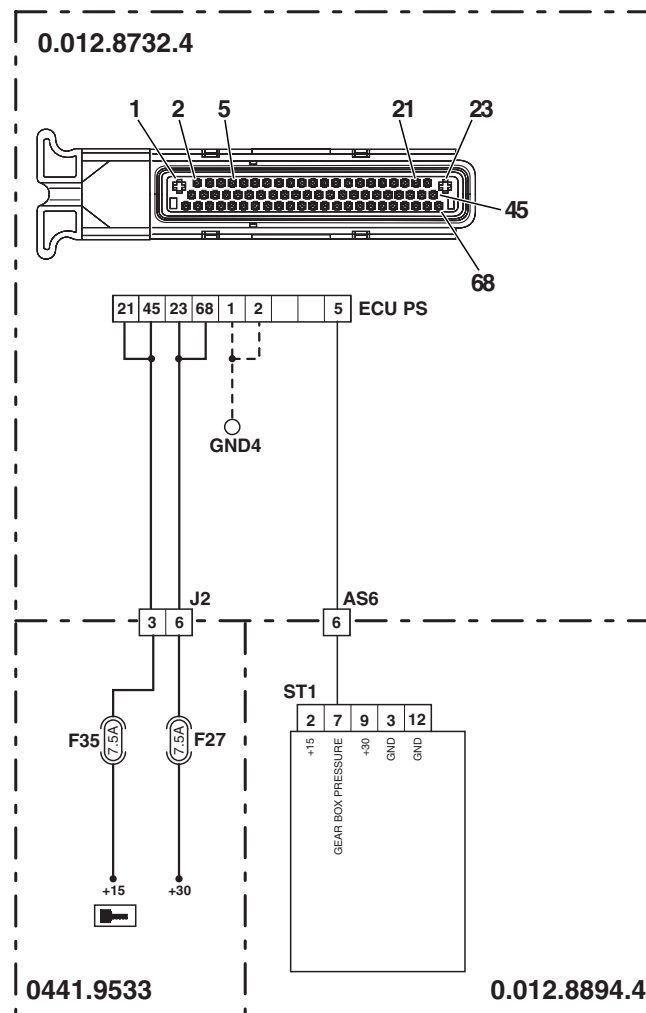 0.012.8732.4
1 2 5 21 23
45
68
21 45 23 68 1 2 5 ECU PS
GND4
J2 AS6
3 6 6
ST1
2 7 9 3 12
+15 GEAR BOX PRESSURE +30 GND GND
F35 7.5A 7.5A F27
+15 +30
0441.9533 0.012.8894.4